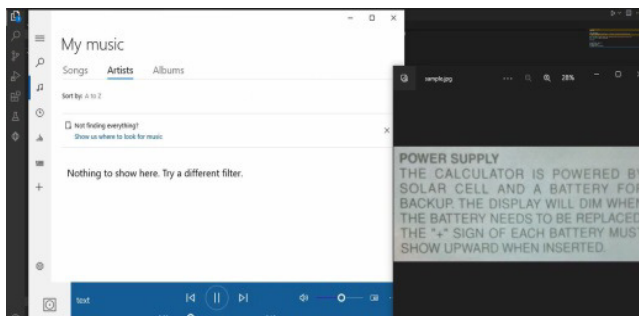 My music
Songs Artists Albums
Sort by: A to Z
Not finding everything?
Show us where to look for music
Nothing to show here. Try a different filter.
text
sample.jpg
28%
POWER SUPPLY
THE CALCULATOR IS POWERED BY
SOLAR CELL AND A BATTERY FOR
BACKUP. THE DISPLAY WILL DIM WHEN
THE BATTERY NEEDS TO BE REPLACED
THE "+" SIGN OF EACH BATTERY MUST
SHOW UPWARD WHEN INSERTED.